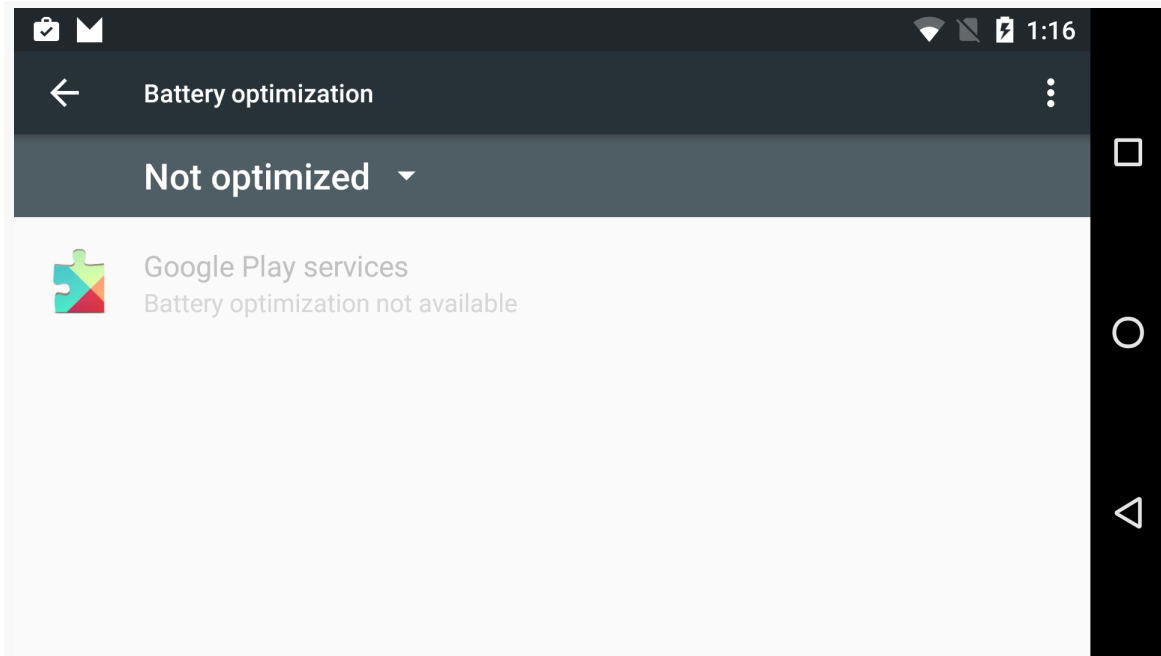 1:16
Battery optimization
Not optimized
Google Play services
Battery optimization not available